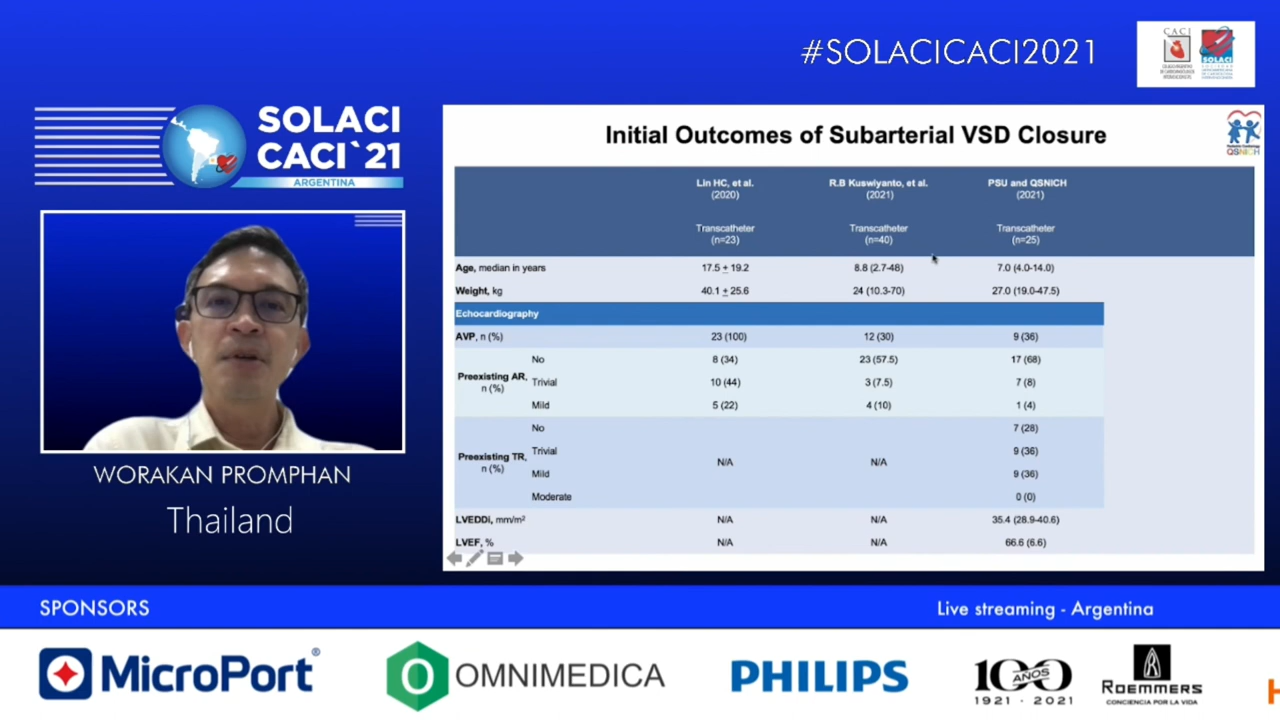 #SOLACICACI2021
CACI
SOLACI
SOLACI
CACI`21
ARGENTINA
WORAKAN PROMPHAN
Thailand
Initial Outcomes of Subarterial VSD Closure
QSNICH
Lin HC, et al. R.B Kuswiyanto, et al. PSU and QSNICH
(2020) (2021) (2021)
Transcatheter Transcatheter Transcatheter
(n=23) (n=40) (n=25)
Age, median in years 17.5 ± 19.2 8.8 (2.7-48) 7.0 (4.0-14.0)
Weight, kg 40.1 ± 25.6 24 (10.3-70) 27.0 (19.0-47.5)
Echocardiography
AVP, n (%) 23 (100) 12 (30) 9 (36)
Preexisting AR, n (%)
No 8 (34) 23 (57.5) 17 (68)
Trivial 10 (44) 3 (7.5) 7 (8)
Mild 5 (22) 4 (10) 1 (4)
Preexisting TR, n (%)
No 7 (28)
Trivial 9 (36)
N/A N/A
Mild 9 (36)
Moderate 0 (0)
LVEDDi, mm/m² N/A N/A 35.4 (28.9-40.6)
LVEF, % N/A N/A 66.6 (6.6)
SPONSORS
Live streaming - Argentina
MicroPort®
OMNIMEDICA
PHILIPS
100 AÑOS
1921 · 2021
ROEMMERS
CONCIENCIA POR LA VIDA